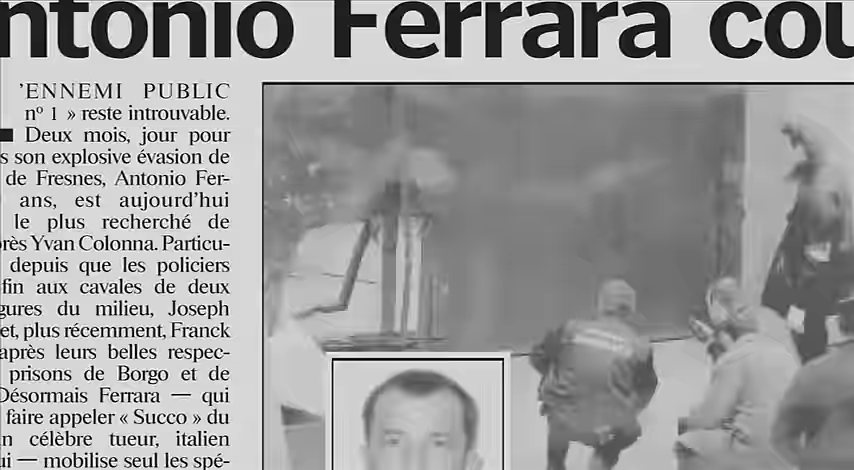 ntonio Ferrara cou
'ENNEMI PUBLIC
nº 1 » reste introuvable.
Deux mois, jour pour
s son explosive évasion de
de Fresnes, Antonio Fer-
ans, est aujourd'hui
le plus recherché de
près Yvan Colonna. Particu-
depuis que les policiers
fin aux cavales de deux
gures du milieu, Joseph
et, plus récemment, Franck
après leurs belles respec-
prisons de Borgo et de
Désormais Ferrara — qui
faire appeler « Succo » du
n célèbre tueur, italien
ui — mobilise seul les spé-